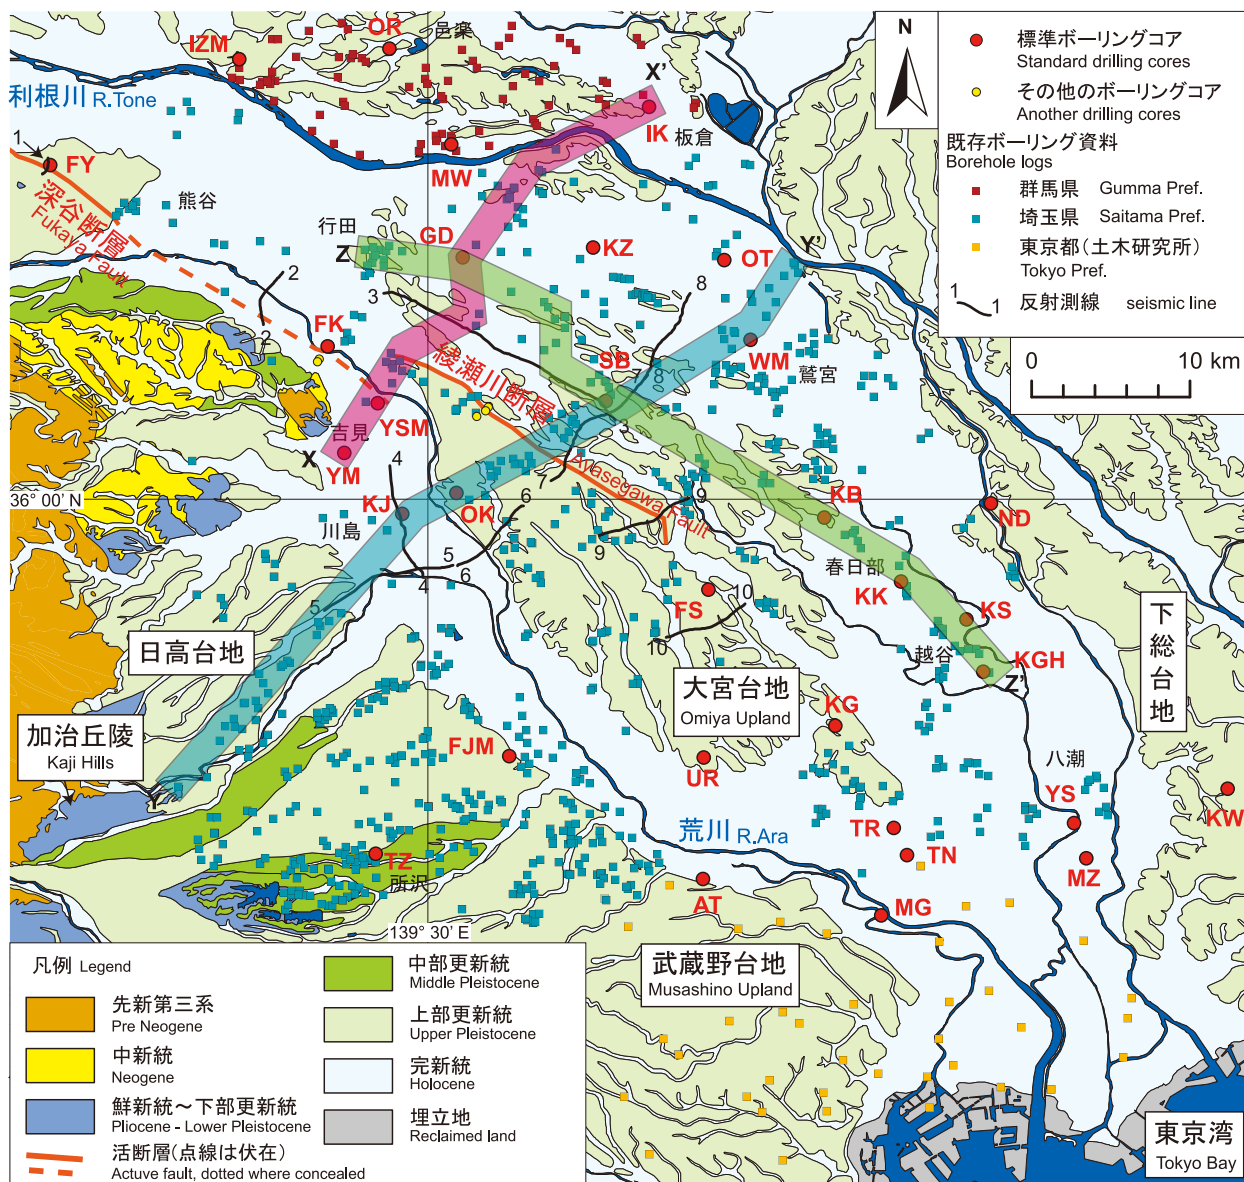 IZM
OR
邑楽
X'
利根川 R.Tone
IK
板倉
MW
1
FY
深谷断層
Fukaya Fault
熊谷
行田
Z
GD
KZ
OT
Y'
2
2
3
8
FK
SB
WM
7
8
鷲宮
綾瀬川断層
Ayasegawa Fault
3
YSM
吉見
X
YM
4
7
9
36° 00' N
KJ
OK
6
KB
ND
川島
9
5
4
6
春日部
KK
FS
10
5
10
KS
日高台地
越谷
KGH
Z'
下総台地
大宮台地
Omiya Upland
加治丘陵
Kaji Hills
KG
FJM
UR
八潮
YS
Y
荒川 R.Ara
TR
TN
KW
TZ
所沢
MZ
AT
MG
139° 30' E
武蔵野台地
Musashino Upland
東京湾
Tokyo Bay
N
標準ボーリングコア
Standard drilling cores
その他のボーリングコア
Another drilling cores
既存ボーリング資料
Borehole logs
群馬県 Gumma Pref.
埼玉県 Saitama Pref.
東京都(土木研究所)
Tokyo Pref.
1 1 反射測線 seismic line
0 10 km
凡例 Legend
先新第三系
Pre Neogene
中新統
Neogene
鮮新統～下部更新統
Pliocene - Lower Pleistocene
活断層(点線は伏在)
Actuve fault, dotted where concealed
中部更新統
Middle Pleistocene
上部更新統
Upper Pleistocene
完新統
Holocene
埋立地
Reclaimed land